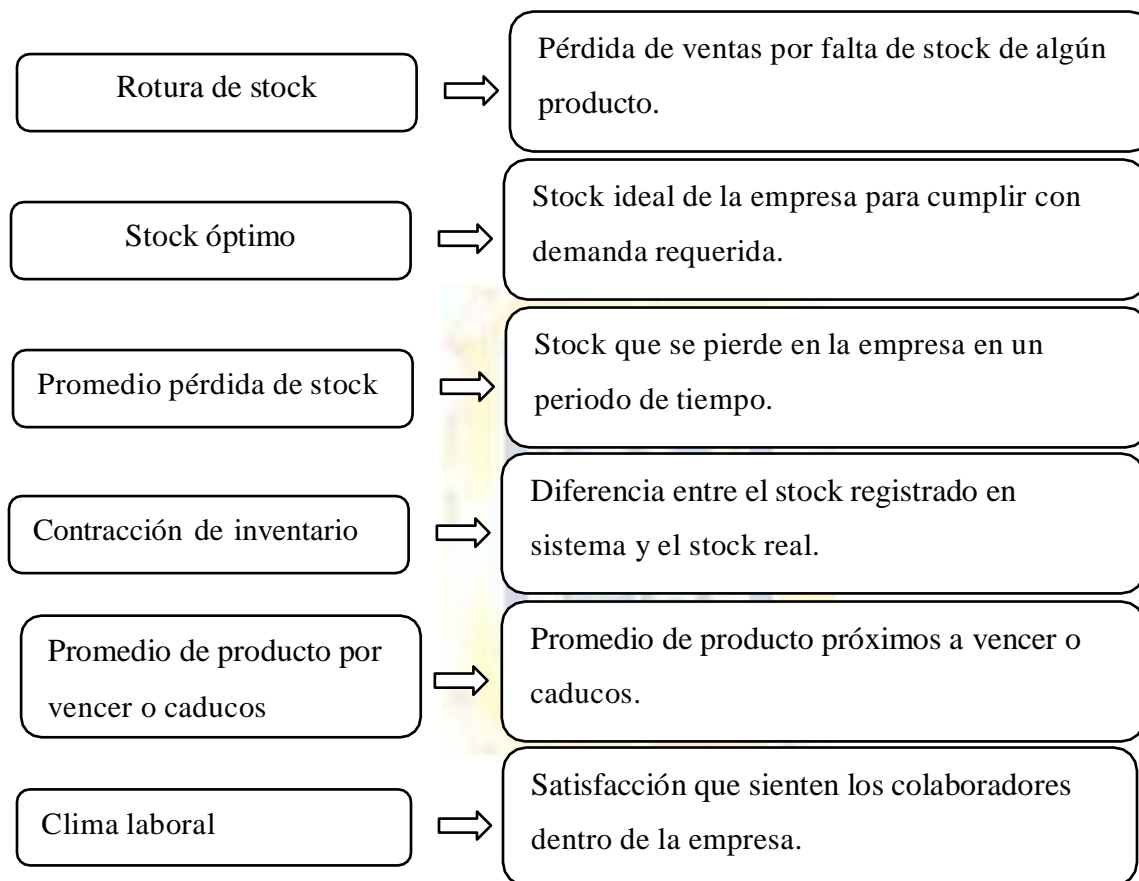 Rotura de stock
Pérdida de ventas por falta de stock de algún
producto.
Stock óptimo
Stock ideal de la empresa para cumplir con
demanda requerida.
Promedio pérdida de stock
Stock que se pierde en la empresa en un
periodo de tiempo.
Contracción de inventario
Diferencia entre el stock registrado en
sistema y el stock real.
Promedio de producto por
vencer o caducos
Promedio de producto próximos a vencer o
caducos.
Clima laboral
Satisfacción que sienten los colaboradores
dentro de la empresa.